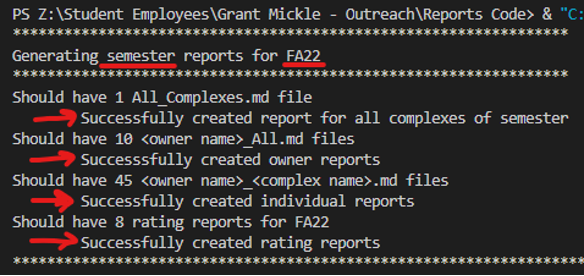 PS Z:\Student Employees\Grant Mickle - Outreach\Reports Code> & "C:
****************************************************************
Generating semester reports for FA22
****************************************************************
Should have 1 All_Complexes.md file
Successfully created report for all complexes of semester
Should have 10 <owner name>_All.md files
Successsfully created owner reports
Should have 45 <owner name>_<complex name>.md files
Successfully created individual reports
Should have 8 rating reports for FA22
Successfully created rating reports
****************************************************************